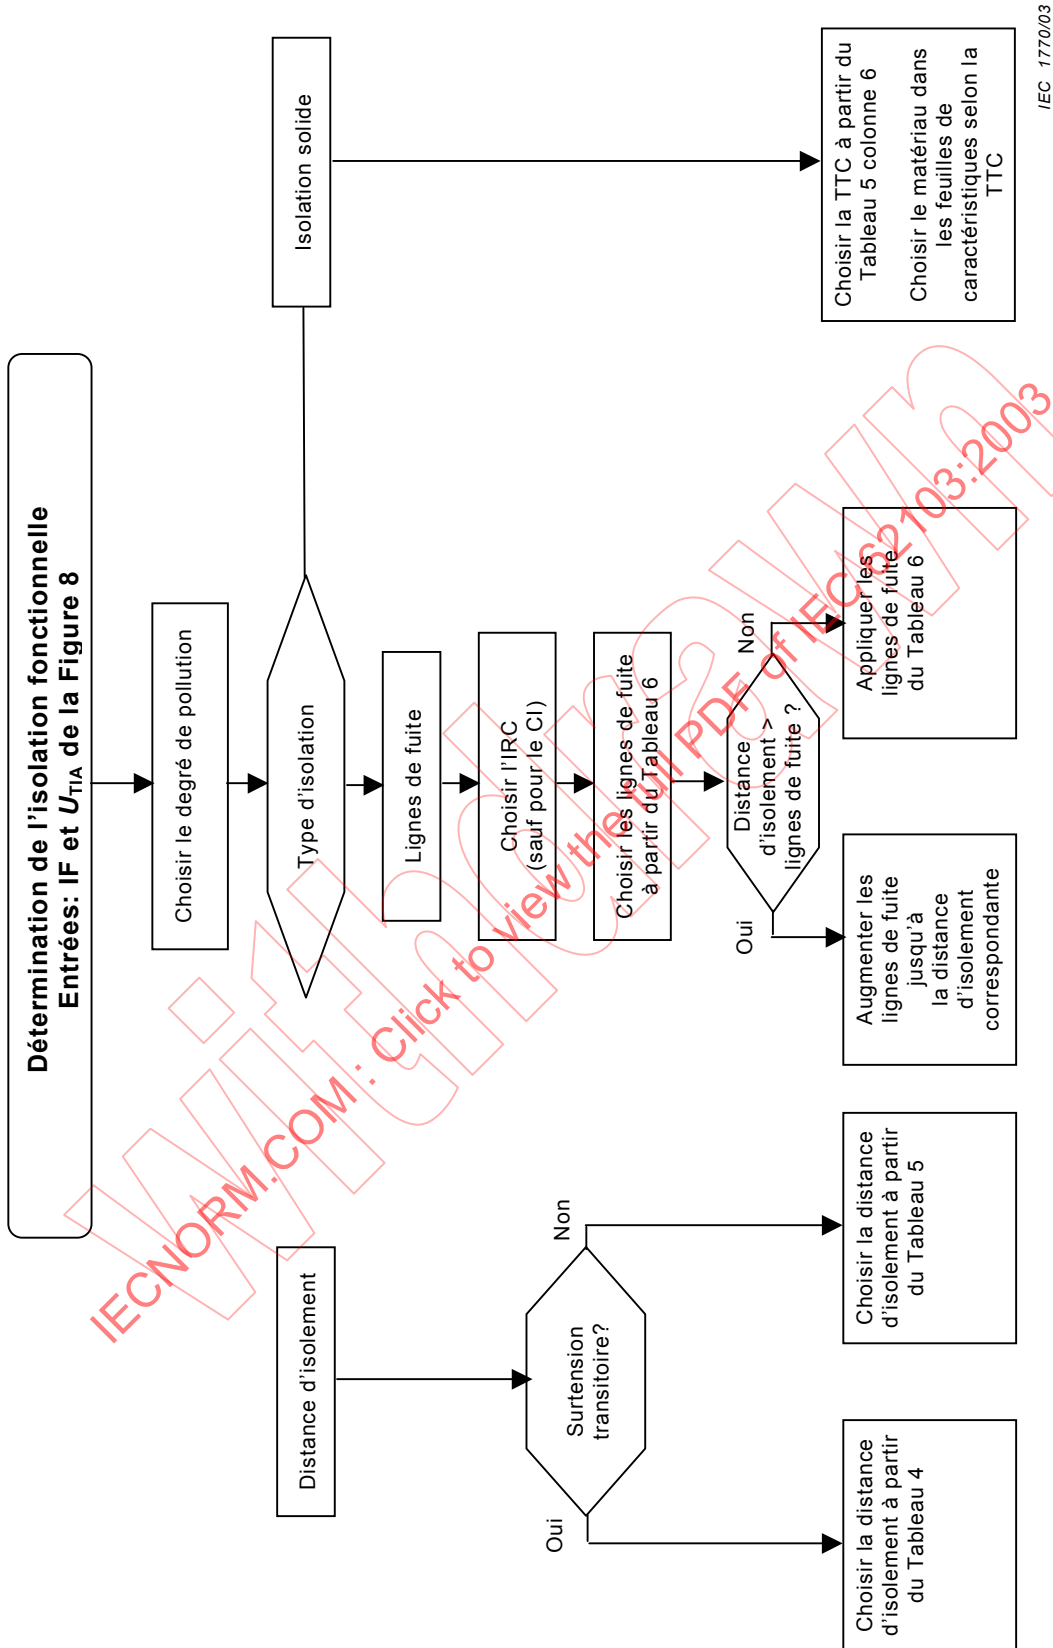 Détermination de l'isolation fonctionnelle
Entrées: IF et UTIA de la Figure 8
Choisir le degré de pollution
Type d'isolation
Distance d'isolement
Surtension
transitoire?
Oui
Non
Choisir la distance
d'isolement à partir
du Tableau 4
Choisir la distance
d'isolement à partir
du Tableau 5
Lignes de fuite
Choisir l'IRC
(sauf pour le CI)
Choisir les lignes de fuite
à partir du Tableau 6
Distance
d'isolement >
lignes de fuite ?
Oui
Non
Augmenter les
lignes de fuite
jusqu'à
la distance
d'isolement
correspondante
Appliquer les
lignes de fuite
du Tableau 6
Isolation solide
Choisir la TTC à partir du
Tableau 5 colonne 6
Choisir le matériau dans
les feuilles de
caractéristiques selon la
TTC
IEC 1770/03
Withdrawn
IECNORM.COM : Click to view the full PDF of IEC 62103:2003